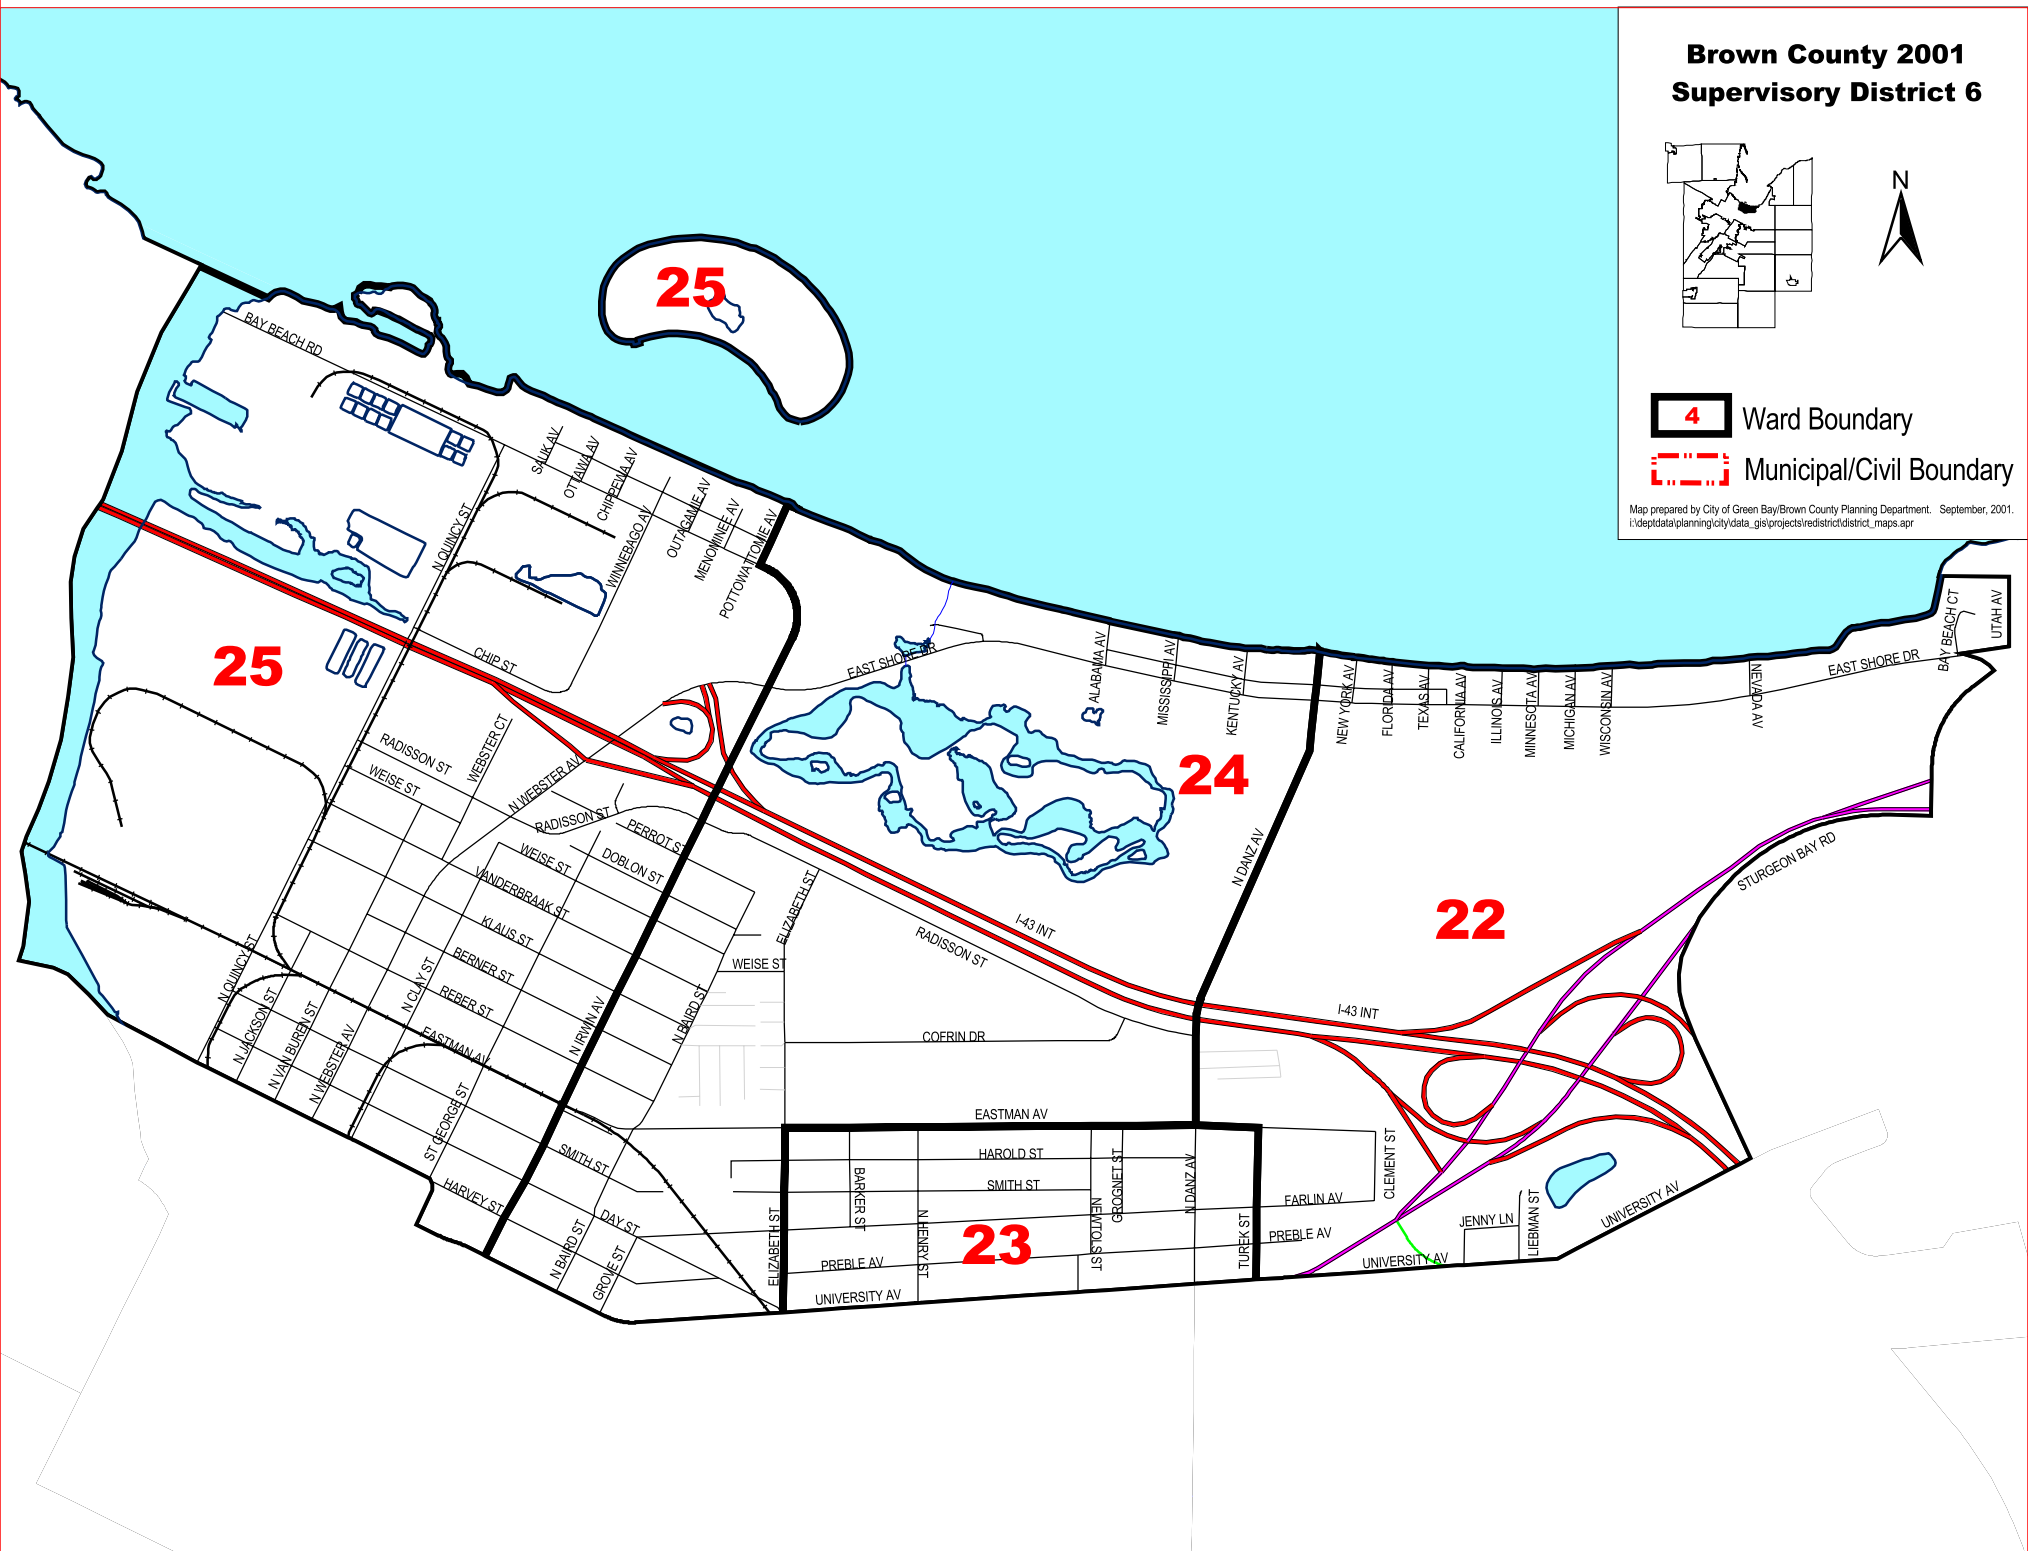 Brown County 2001
Supervisory District 6
N
4
Ward Boundary
Municipal/Civil Boundary
Map prepared by City of Green Bay/Brown County Planning Department. September, 2001.
i:\deptdata\planning\city\data_gis\projects\redistrict\district_maps.apr
25
BAY BEACH RD
SAUK AV
OTTAWA AV
CHIPPEWA AV
WINNEBAGO AV
OUTAGAMIE AV
MENOMINEE AV
POTTOWATTOMIE AV
N QUINCY ST
25
CHIP ST
EAST SHORE DR
ALABAMA AV
MISSISSIPPI AV
KENTUCKY AV
NEW YORK AV
FLORIDA AV
TEXAS AV
CALIFORNIA AV
ILLINOIS AV
MINNESOTA AV
MICHIGAN AV
WISCONSIN AV
NEVADA AV
EAST SHORE DR
BAY BEACH CT
UTAH AV
24
RADISSON ST
WEISE ST
WEBSTER CT
N WEBSTER AV
RADISSON ST
PERROT ST
DOBLON ST
WEISE ST
VANDERBRAAK ST
KLAUS ST
BERNER ST
REBER ST
EASTMAN AV
ELIZABETH ST
WEISE ST
N DANZ AV
STURGEON BAY RD
22
I-43 INT
RADISSON ST
I-43 INT
N QUINCY ST
N JACKSON ST
N VAN BUREN ST
N WEBSTER AV
N CLAY ST
ST GEORGE ST
N IRWIN AV
N BAIRD ST
COFRIN DR
EASTMAN AV
HAROLD ST
SMITH ST
SMITH ST
HARVEY ST
DAY ST
N BAIRD ST
GROVE ST
ELIZABETH ST
BARKER ST
N HENRY ST
23
NEWTOLS ST
GROGNET ST
N DANZ AV
TUREK ST
CLEMENT ST
FARLIN AV
PREBLE AV
PREBLE AV
UNIVERSITY AV
UNIVERSITY AV
JENNY LN
LIEBMAN ST
UNIVERSITY AV